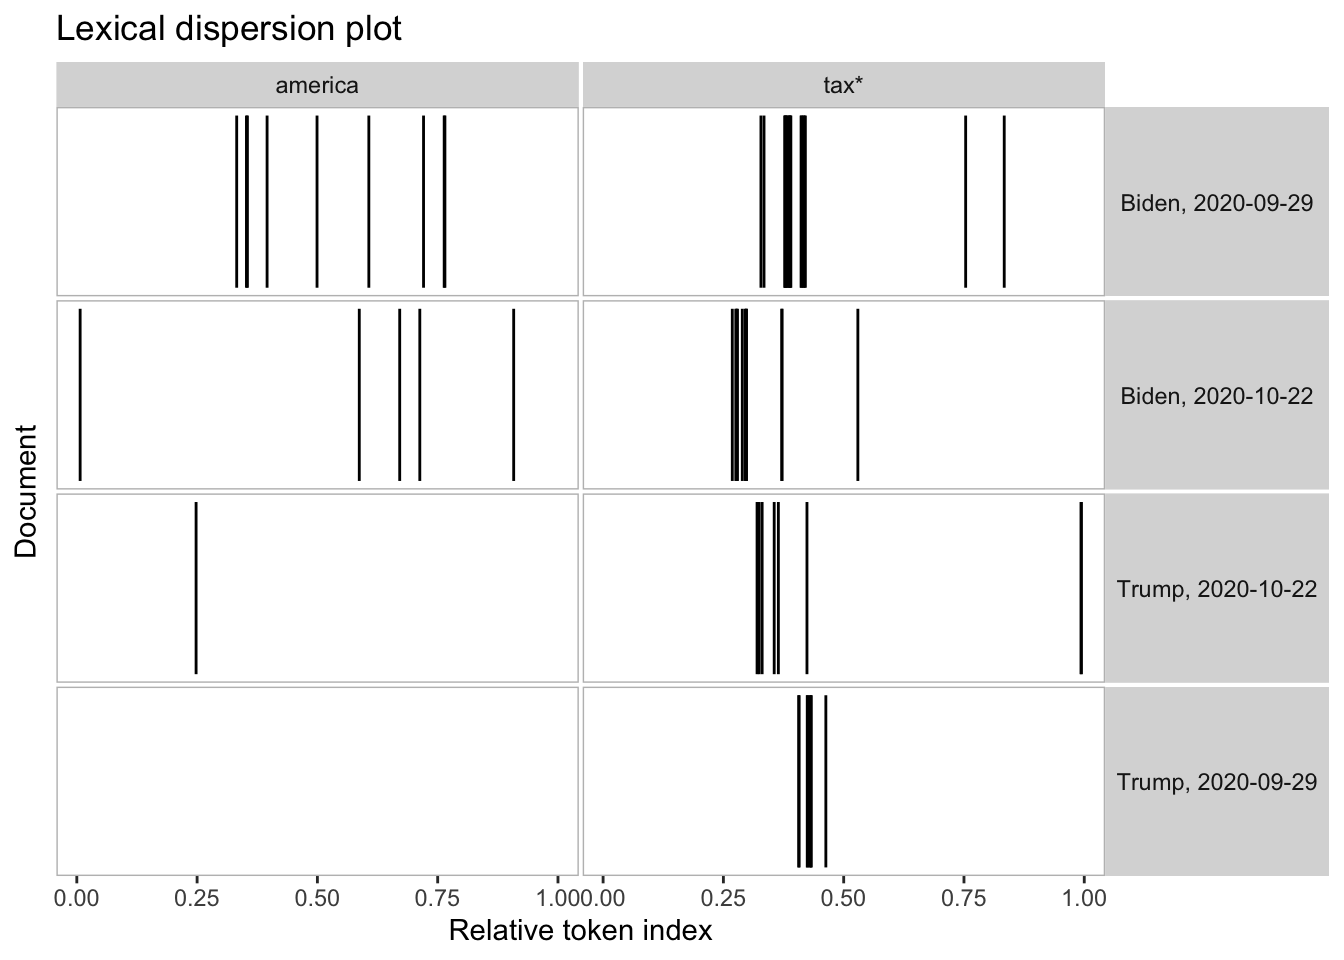 Lexical dispersion plot
america
tax*
Biden, 2020-09-29
Biden, 2020-10-22
Trump, 2020-10-22
Trump, 2020-09-29
Document
0.00 0.25 0.50 0.75 1.00 0.00 0.25 0.50 0.75 1.00
Relative token index